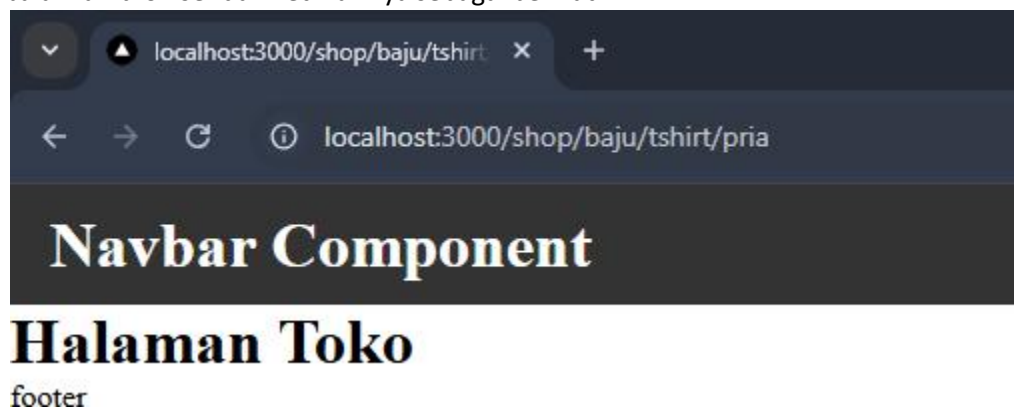 localhost:3000/shop/baju/tshirt
localhost:3000/shop/baju/tshirt/pria
Navbar Component
Halaman Toko
footer